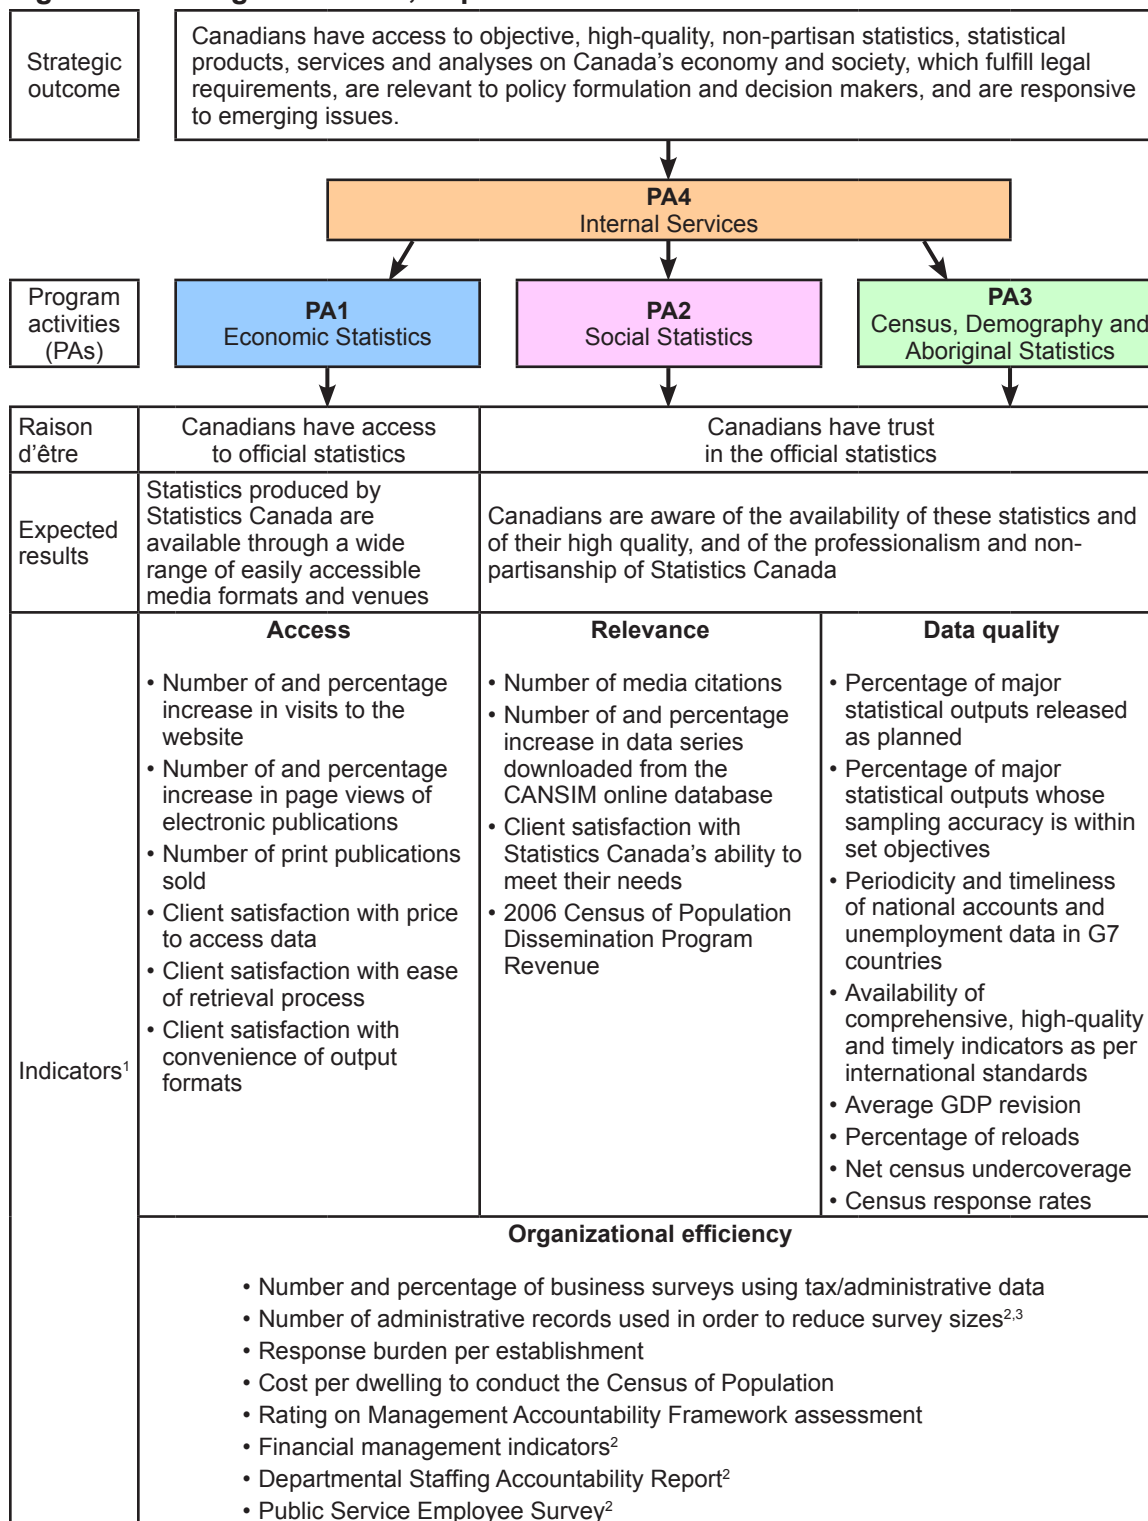 Strategic
outcome
Canadians have access to objective, high-quality, non-partisan statistics, statistical
products, services and analyses on Canada’s economy and society, which fulfill legal
requirements, are relevant to policy formulation and decision makers, and are responsive
to emerging issues.
PA4
Internal Services
Program
activities
(PAs)
PA1
Economic Statistics
PA2
Social Statistics
PA3
Census, Demography and
Aboriginal Statistics
Raison
d’être
Canadians have access
to official statistics
Canadians have trust
in the official statistics
Expected
results
Statistics produced by
Statistics Canada are
available through a wide
range of easily accessible
media formats and venues
Canadians are aware of the availability of these statistics and
of their high quality, and of the professionalism and non-
partisanship of Statistics Canada
Indicators1
Access
• Number of and percentage
increase in visits to the
website
• Number of and percentage
increase in page views of
electronic publications
• Number of print publications
sold
• Client satisfaction with price
to access data
• Client satisfaction with ease
of retrieval process
• Client satisfaction with
convenience of output
formats
Relevance
• Number of media citations
• Number of and percentage
increase in data series
downloaded from the
CANSIM online database
• Client satisfaction with
Statistics Canada’s ability to
meet their needs
• 2006 Census of Population
Dissemination Program
Revenue
Data quality
• Percentage of major
statistical outputs released
as planned
• Percentage of major
statistical outputs whose
sampling accuracy is within
set objectives
• Periodicity and timeliness
of national accounts and
unemployment data in G7
countries
• Availability of
comprehensive, high-quality
and timely indicators as per
international standards
• Average GDP revision
• Percentage of reloads
• Net census undercoverage
• Census response rates
Organizational efficiency
• Number and percentage of business surveys using tax/administrative data
• Number of administrative records used in order to reduce survey sizes2,3
• Response burden per establishment
• Cost per dwelling to conduct the Census of Population
• Rating on Management Accountability Framework assessment
• Financial management indicators2
• Departmental Staffing Accountability Report2
• Public Service Employee Survey2